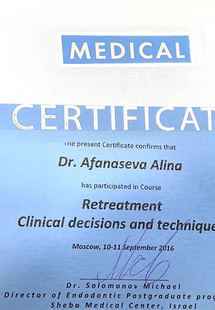 MEDICAL
CERTIFICAT
The present Certificate confirms that
Dr. Afanaseva Alina
has participated in Course
Retreatment
Clinical decisions and technique
Moscow, 10-11 September 2016
Dr. Solomonov Michael
Director of Endodontic Postgraduate pro
Sheba Medical Center, Israel